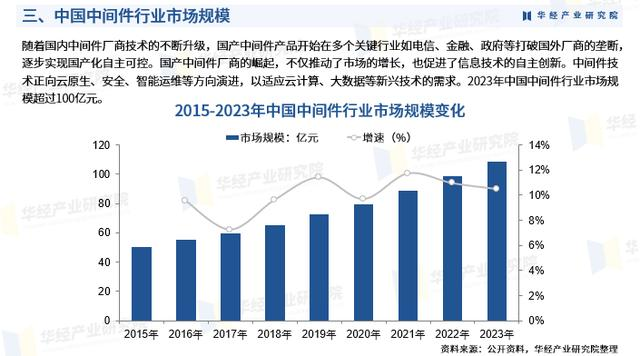 三、中国中间件行业市场规模
华经产业研究院
随着国内中间件厂商技术的不断升级，国产中间件产品开始在多个关键行业如电信、金融、政府等打破国外厂商的垄断，
逐步实现国产化自主可控。国产中间件厂商的崛起，不仅推动了市场的增长，也促进了信息技术的自主创新。中间件技
术正向云原生、安全、智能运维等方向演进，以适应云计算、大数据等新兴技术的需求。2023年中国中间件行业市场规
模超过100亿元。
2015-2023年中国中间件行业市场规模变化
市场规模：亿元 增速（%）
120 14%
100 12%
80 10%
60 8%
40 6%
20 4%
0 2%
0%
2015年 2016年 2017年 2018年 2019年 2020年 2021年 2022年 2023年
资料来源：公开资料，华经产业研究院整理